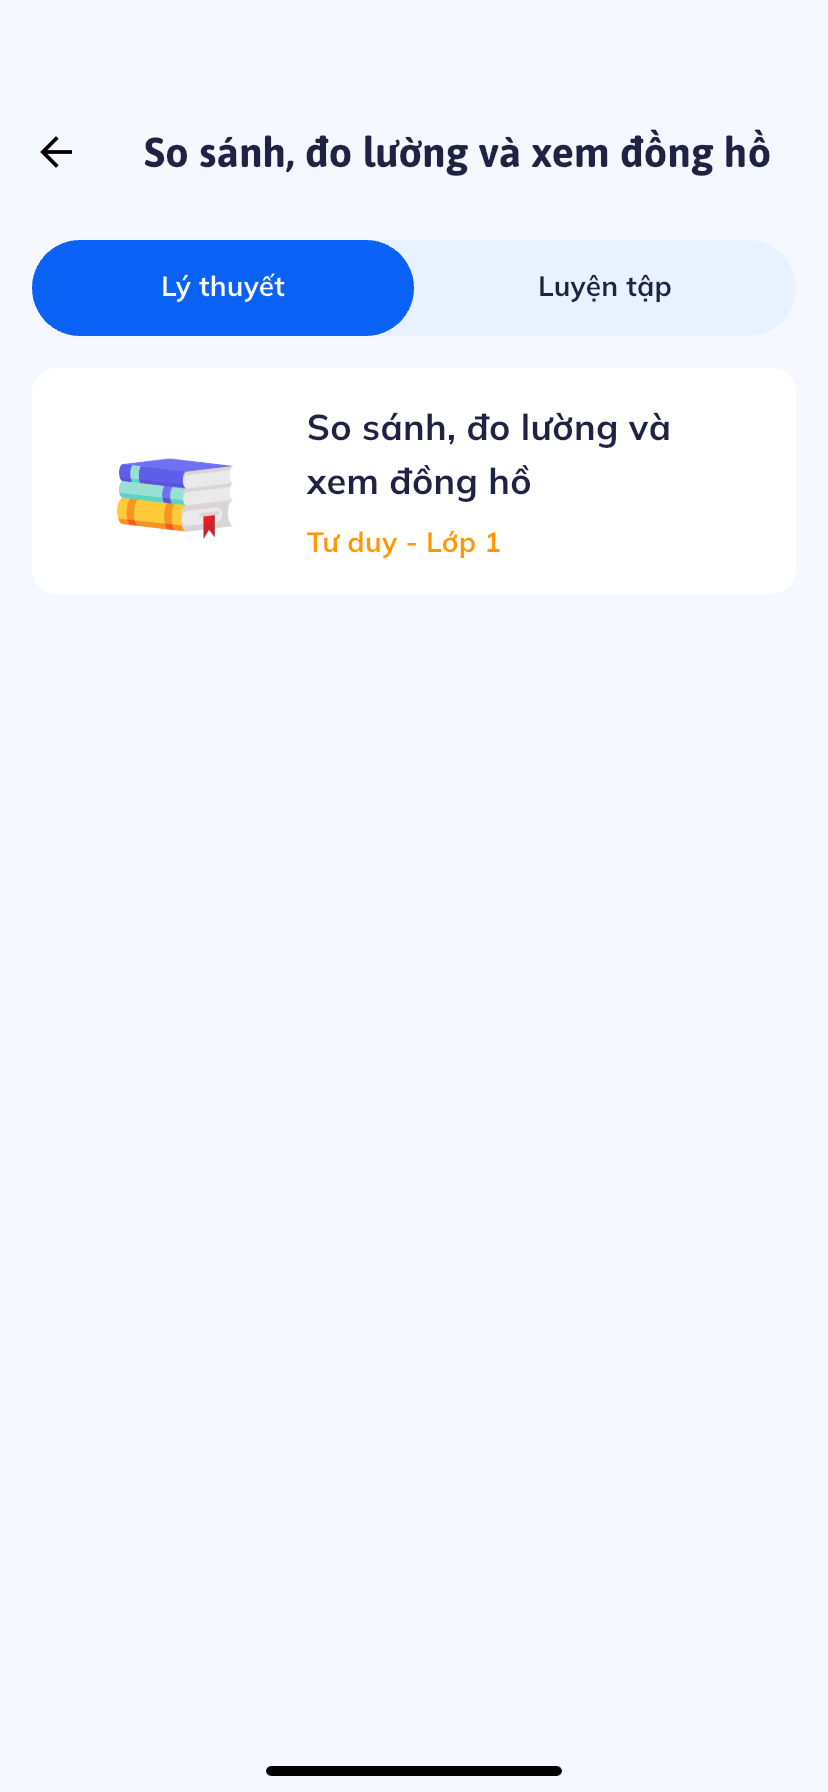 So sánh, đo lường và xem đồng hồ
Lý thuyết
Luyện tập
So sánh, đo lường và
xem đồng hồ
Tư duy - Lớp 1